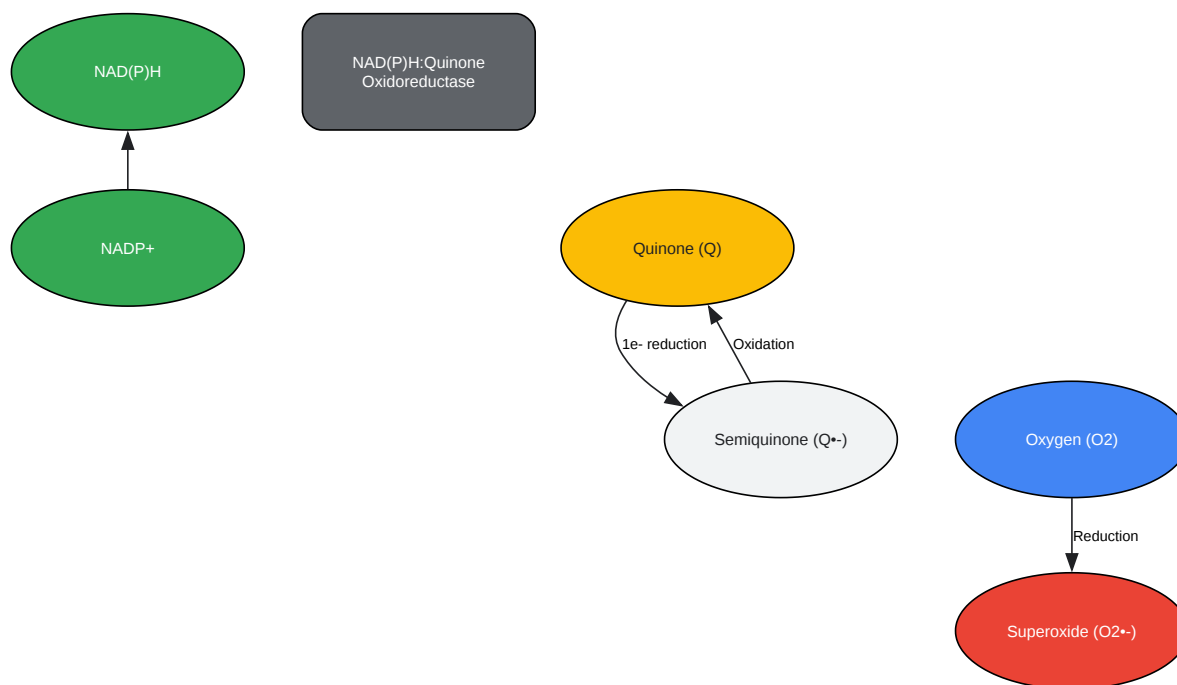 NAD(P)H
NAD(P)H:Quinone
Oxidoreductase
NADP+
Quinone (Q)
1e- reduction
Oxidation
Semiquinone (Q•-)
Oxygen (O2)
Reduction
Superoxide (O2•-)